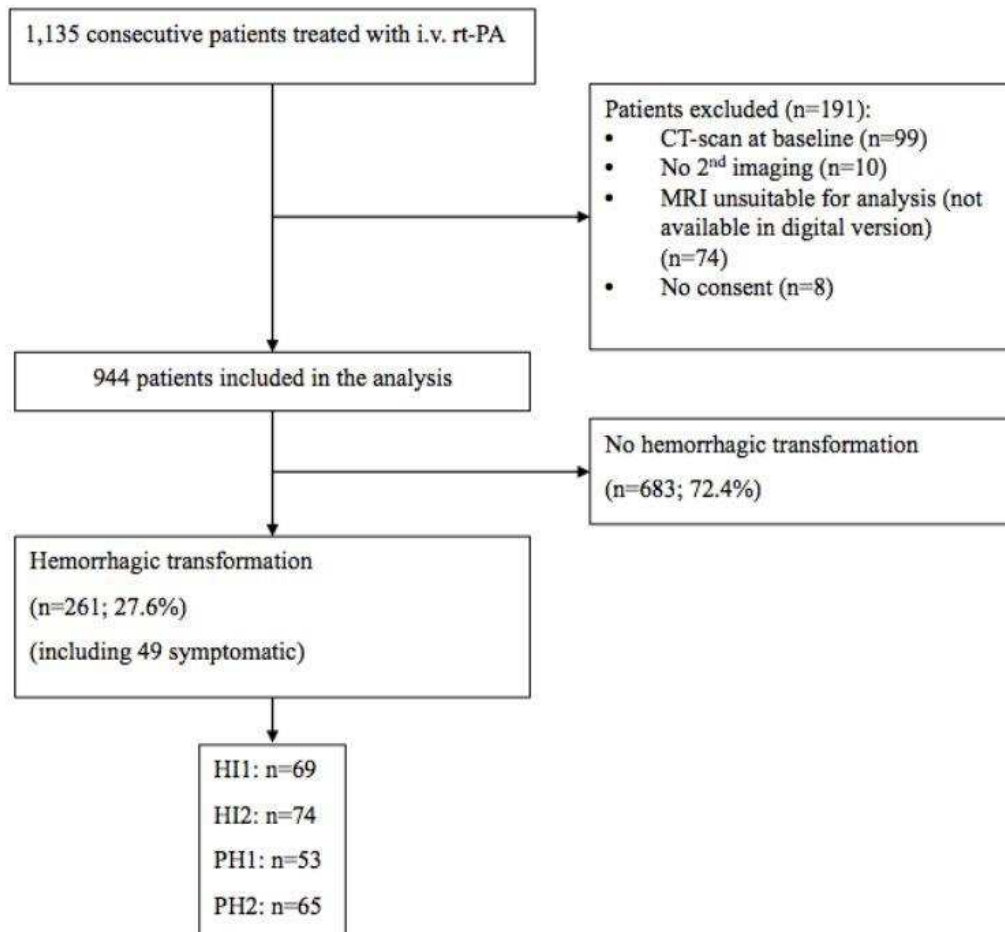 1,135 consecutive patients treated with i.v. rt-PA
Patients excluded (n=191):
• CT-scan at baseline (n=99)
• No 2nd imaging (n=10)
• MRI unsuitable for analysis (not
available in digital version)
(n=74)
• No consent (n=8)
944 patients included in the analysis
No hemorrhagic transformation
(n=683; 72.4%)
Hemorrhagic transformation
(n=261; 27.6%)
(including 49 symptomatic)
HI1: n=69
HI2: n=74
PH1: n=53
PH2: n=65